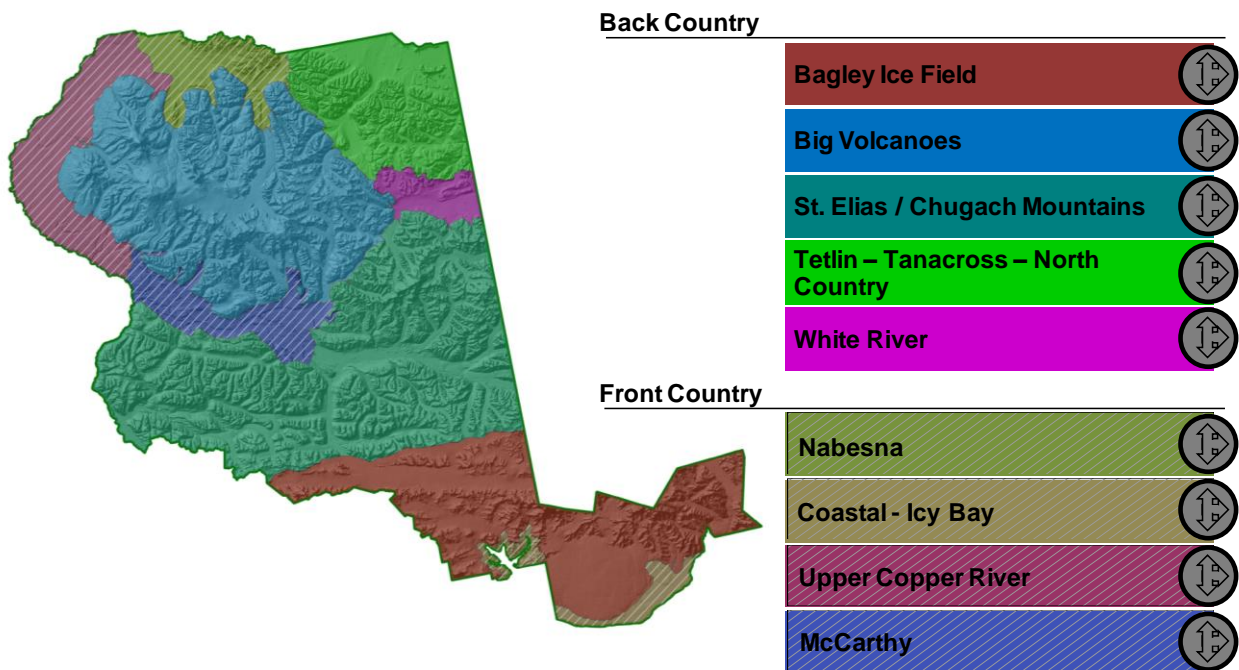 Back Country
Bagley Ice Field
Big Volcanoes
St. Elias / Chugach Mountains
Tetlin – Tanacross – North
Country
White River
Front Country
Nabesna
Coastal - Icy Bay
Upper Copper River
McCarthy